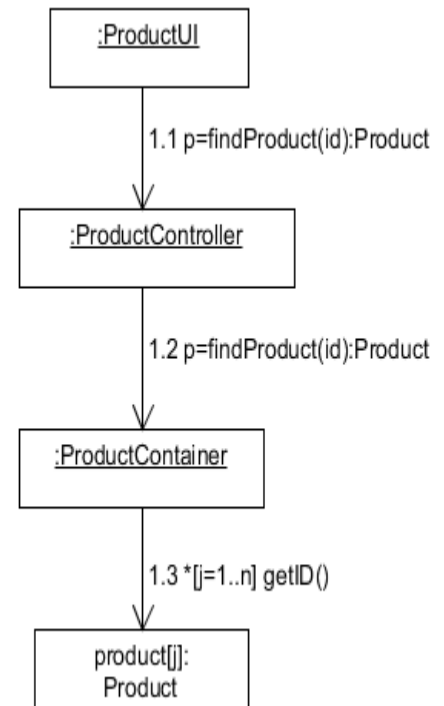 :ProductUI
1.1 p=findProduct(id):Product
:ProductController
1.2 p=findProduct(id):Product
:ProductContainer
1.3 *[j=1..n] getID()
product[j]:
Product